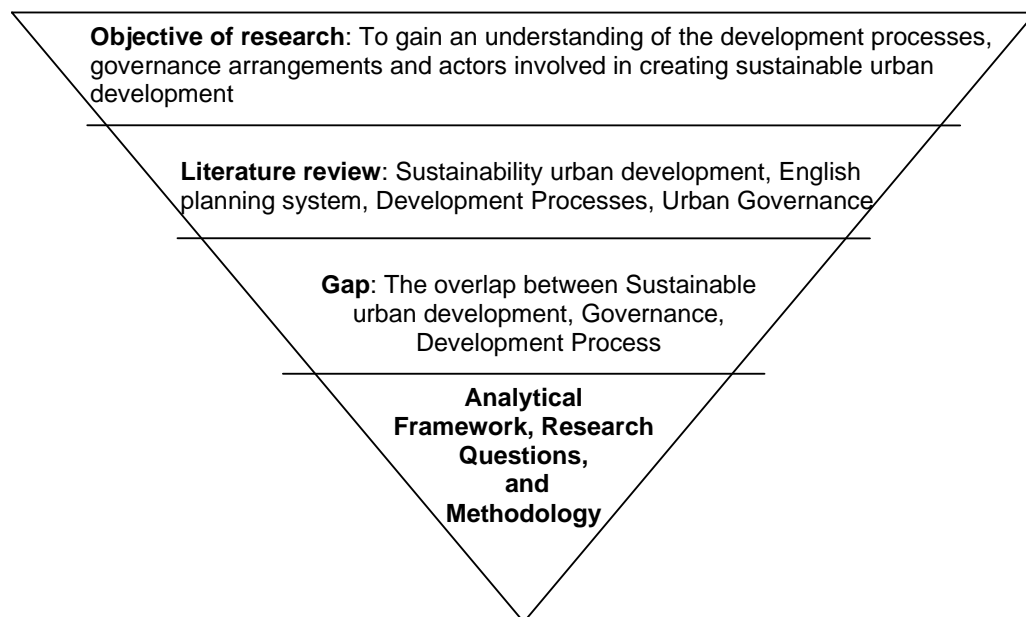 Objective of research: To gain an understanding of the development processes,
governance arrangements and actors involved in creating sustainable urban
development
Literature review: Sustainability urban development, English
planning system, Development Processes, Urban Governance
Gap: The overlap between Sustainable
urban development, Governance,
Development Process
Analytical
Framework, Research
Questions,
and
Methodology